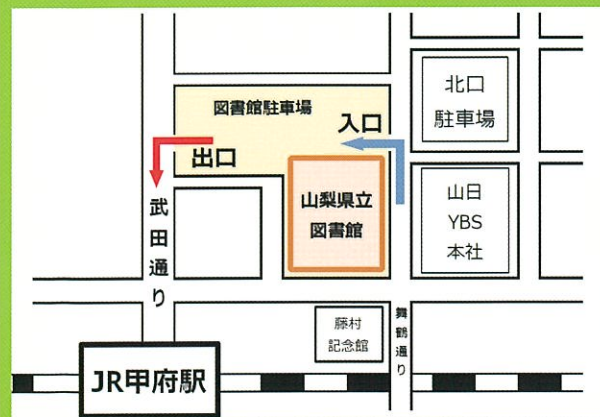 図書館駐車場
入口
出口
北口
駐車場
山梨県立
図書館
山日
YBS
本社
武田通り
藤村
記念館
舞鶴通り
JR甲府駅